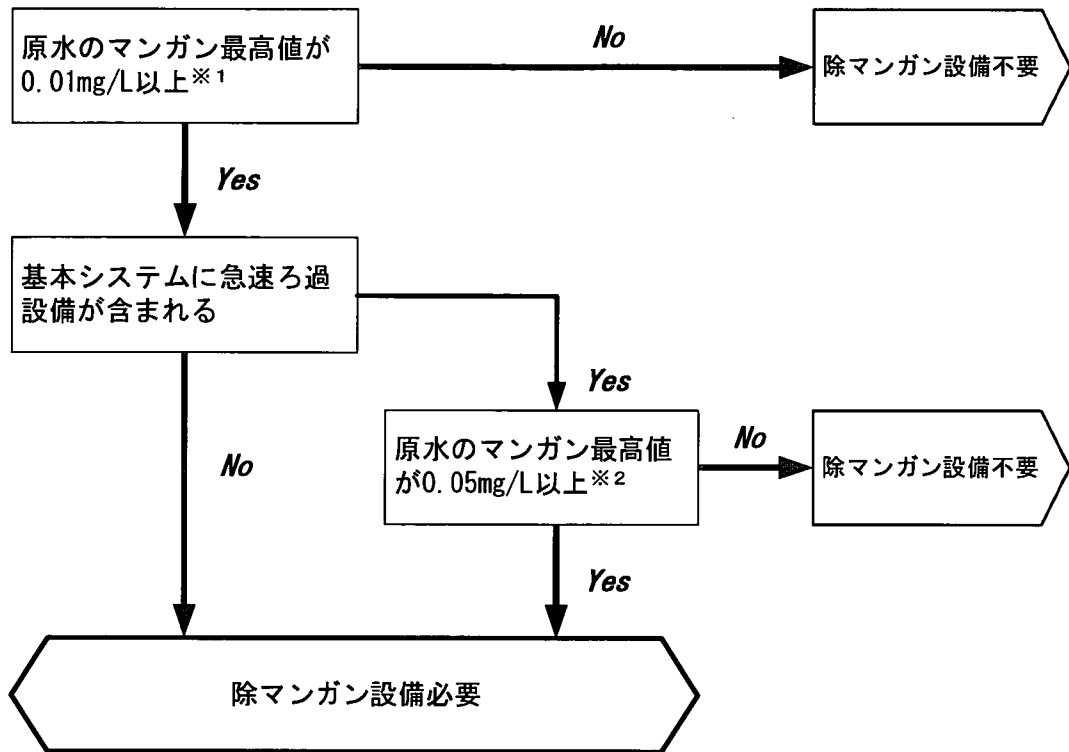 原水のマンガン最高値が
0.01mg/L以上※1
No
除マンガン設備不要
Yes
基本システムに急速ろ過
設備が含まれる
Yes
No
原水のマンガン最高値
が0.05mg/L以上※2
No
除マンガン設備不要
Yes
除マンガン設備必要